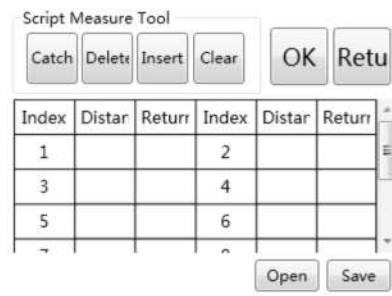 Script Measure Tool
Catch Delete Insert Clear OK Retu
Index Distar Returr Index Distar Returr
1 2
3 4
5 6
Open Save